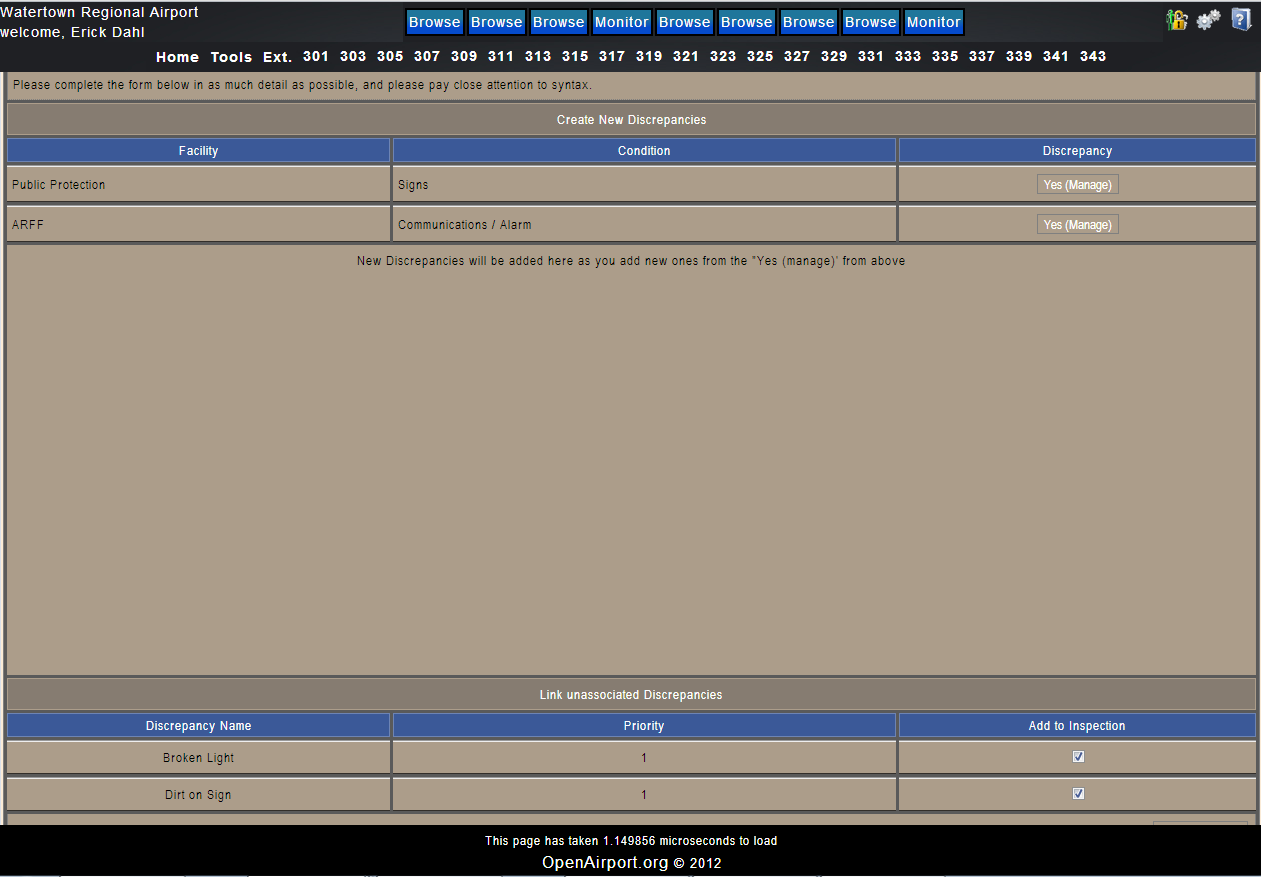 Watertown Regional Airport
welcome, Erick Dahl
Browse Browse Browse Monitor Browse Browse Browse Browse Monitor
Home Tools Ext. 301 303 305 307 309 311 313 315 317 319 321 323 325 327 329 331 333 335 337 339 341 343
Please complete the form below in as much detail as possible, and please pay close attention to syntax.
Create New Discrepancies
Facility Condition Discrepancy
Public Protection Signs Yes (Manage)
ARFF Communications / Alarm Yes (Manage)
New Discrepancies will be added here as you add new ones from the "Yes (manage)' from above
Link unassociated Discrepancies
Discrepancy Name Priority Add to Inspection
Broken Light 1
Dirt on Sign 1
This page has taken 1.149856 microseconds to load
OpenAirport.org © 2012